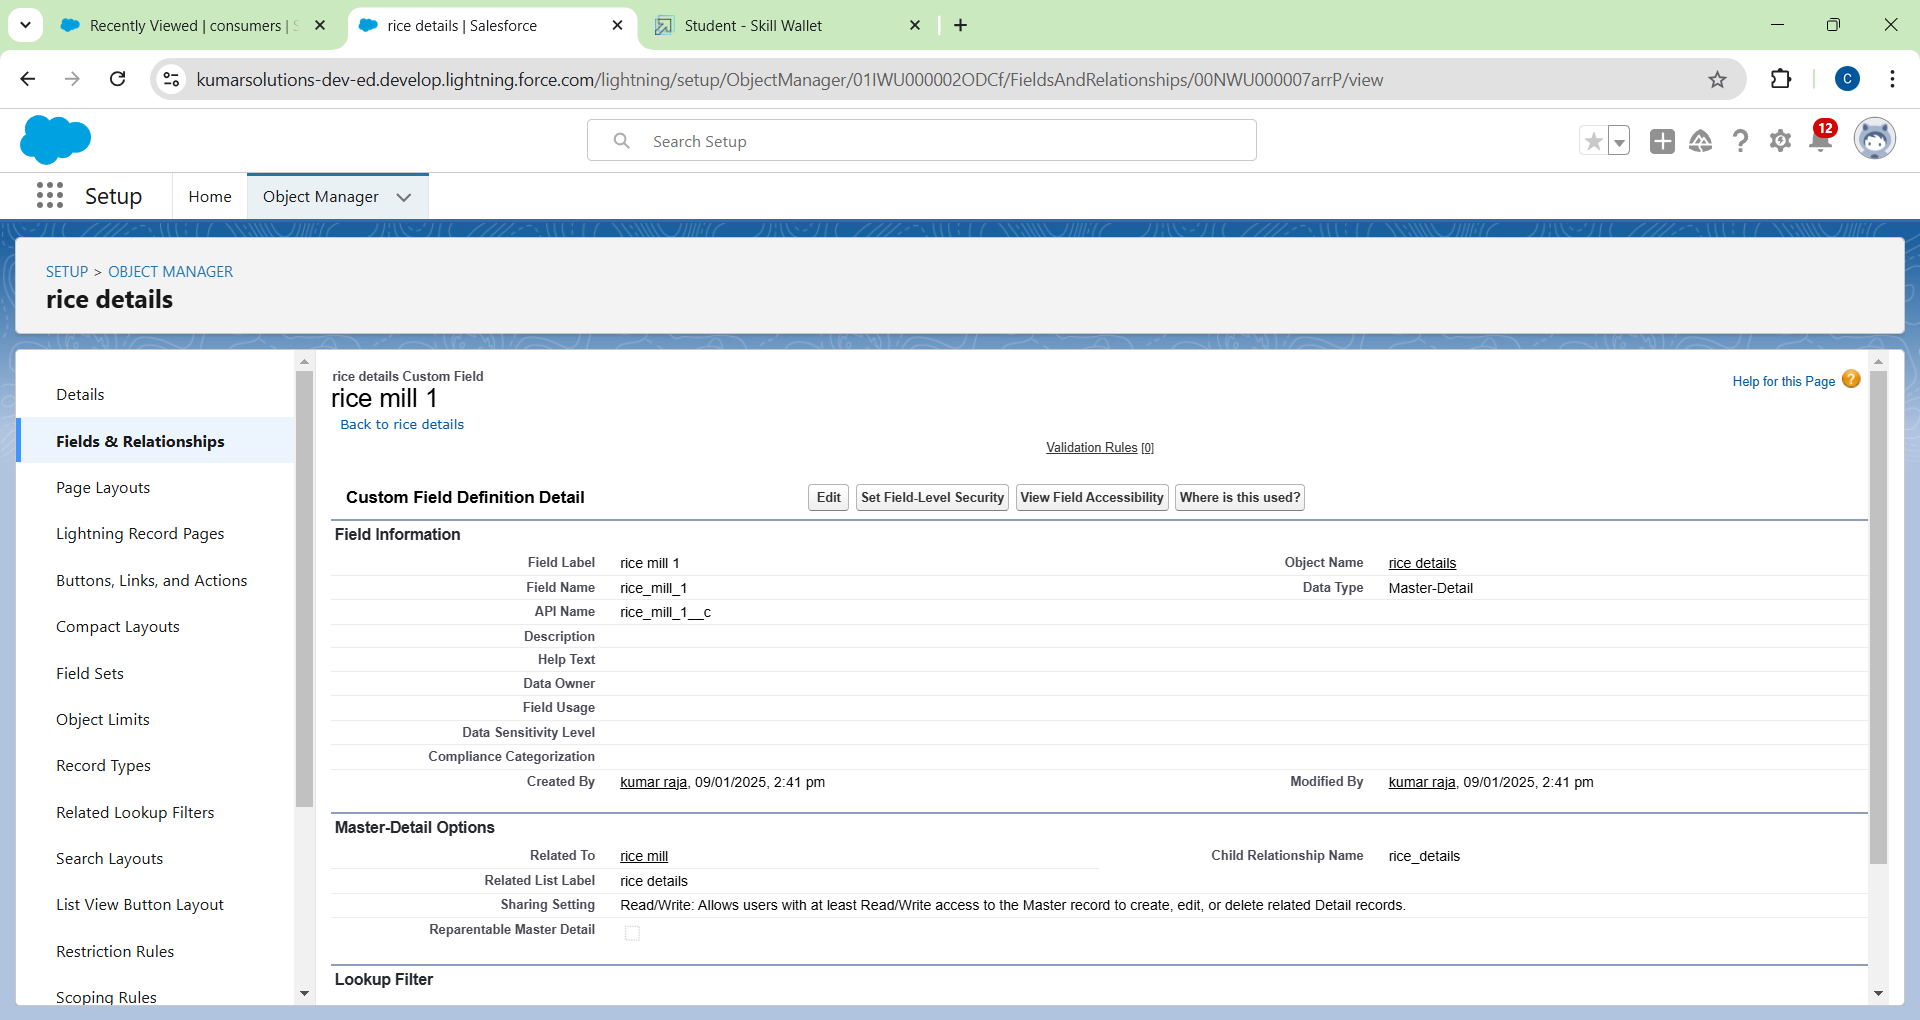 Recently Viewed | consumers | S
rice details | Salesforce
Student - Skill Wallet
kumarsolutions-dev-ed.develop.lightning.force.com/lightning/setup/ObjectManager/01IWU000002ODCf/FieldsAndRelationships/00NWU000007arrP/view
C
Search Setup
12
Setup
Home
Object Manager
SETUP > OBJECT MANAGER
rice details
Details
Fields & Relationships
Page Layouts
Lightning Record Pages
Buttons, Links, and Actions
Compact Layouts
Field Sets
Object Limits
Record Types
Related Lookup Filters
Search Layouts
List View Button Layout
Restriction Rules
Scoping Rules
rice details Custom Field
rice mill 1
Back to rice details
Help for this Page ?
Validation Rules [0]
Custom Field Definition Detail
Edit
Set Field-Level Security
View Field Accessibility
Where is this used?
Field Information
Field Label rice mill 1
Object Name rice details
Field Name rice_mill_1
Data Type Master-Detail
API Name rice_mill_1__c
Description
Help Text
Data Owner
Field Usage
Data Sensitivity Level
Compliance Categorization
Created By kumar raja, 09/01/2025, 2:41 pm
Modified By kumar raja, 09/01/2025, 2:41 pm
Master-Detail Options
Related To rice mill
Child Relationship Name rice_details
Related List Label rice details
Sharing Setting Read/Write: Allows users with at least Read/Write access to the Master record to create, edit, or delete related Detail records.
Reparentable Master Detail
Lookup Filter